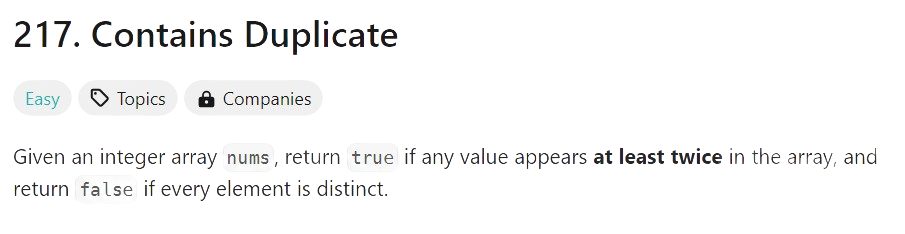 217. Contains Duplicate
Easy Topics Companies
Given an integer array nums, return true if any value appears at least twice in the array, and
return false if every element is distinct.